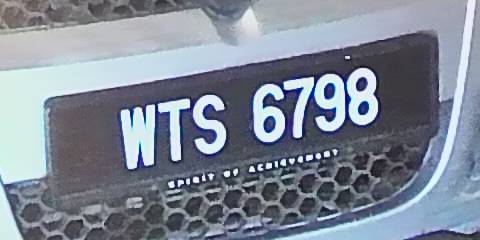 WTS 6798
SPIRIT OF ACHIEVEMENT